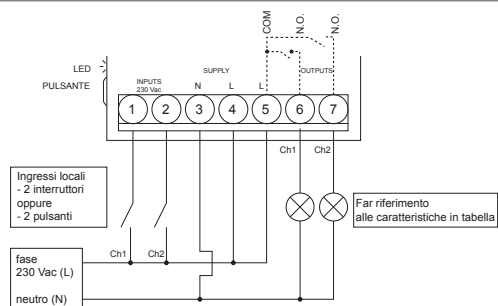 COM
N.O.
N.O.
LED
PULSANTE
INPUTS
230 Vac
SUPPLY
N
L
L
OUTPUTS
1
2
3
4
5
6
7
Ch1
Ch2
Ingressi locali
- 2 interruttori
oppure
- 2 pulsanti
Far riferimento
alle caratteristiche in tabella
Ch1
Ch2
fase
230 Vac (L)
neutro (N)